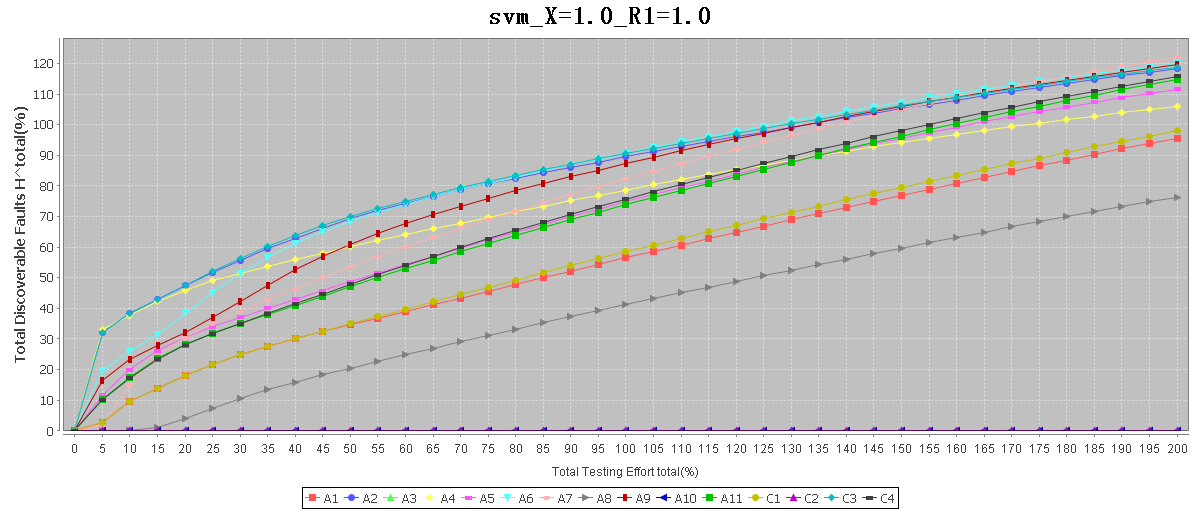 svm_X=1.0_R1=1.0
Total Discoverable Faults H^total(%)
120
110
100
90
80
70
60
50
40
30
20
10
0
0 5 10 15 20 25 30 35 40 45 50 55 60 65 70 75 80 85 90 95 100 105 110 115 120 125 130 135 140 145 150 155 160 165 170 175 180 185 190 195 200
Total Testing Effort total(%)
A1 A2 A3 A4 A5 A6 A7 A8 A9 A10 A11 C1 C2 C3 C4